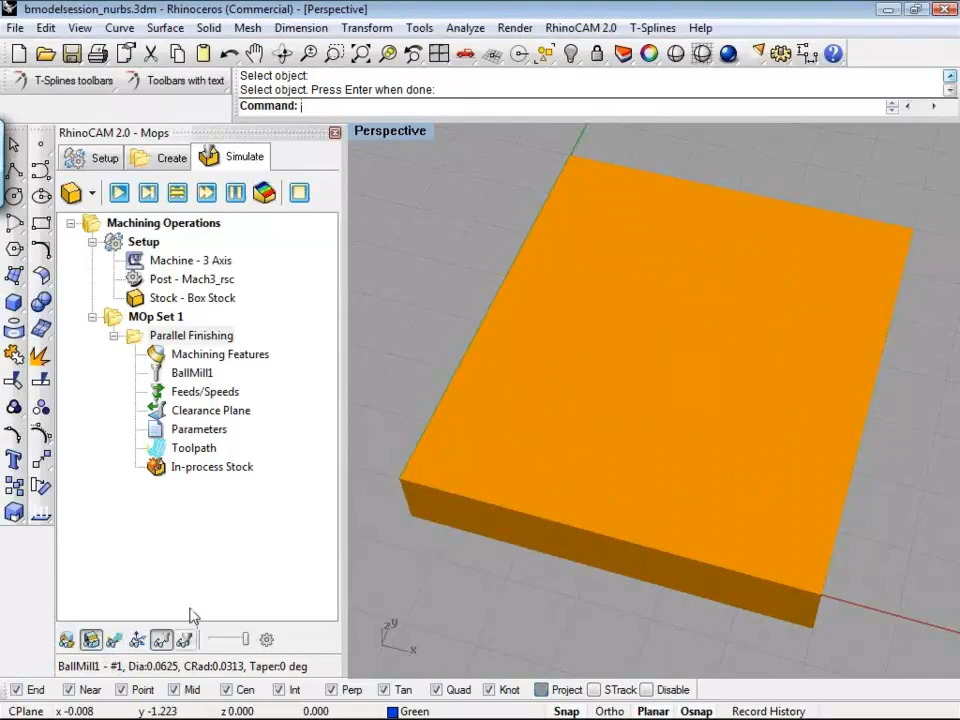 bmodelsession_nurbs.3dm - Rhinoceros (Commercial) - [Perspective]
File Edit View Curve Surface Solid Mesh Dimension Transform Tools Analyze Render RhinoCAM 2.0 T-Splines Help
T-Splines toolbars Toolbars with text
Select object:
Select object. Press Enter when done:
Command:
RhinoCAM 2.0 - Mops
Perspective
Setup Create Simulate
Machining Operations
Setup
Machine - 3 Axis
Post - Mach3_rsc
Stock - Box Stock
MOp Set 1
Parallel Finishing
Machining Features
BallMill1
Feeds/Speeds
Clearance Plane
Parameters
Toolpath
In-process Stock
z y
x
BallMill1 - #1, Dia:0.0625, CRad:0.0313, Taper:0 deg
End Near Point Mid Cen Int Perp Tan Quad Knot Project STrack Disable
CPlane x -0.008 y -1.223 z 0.000 0.000 Green Snap Ortho Planar Osnap Record History